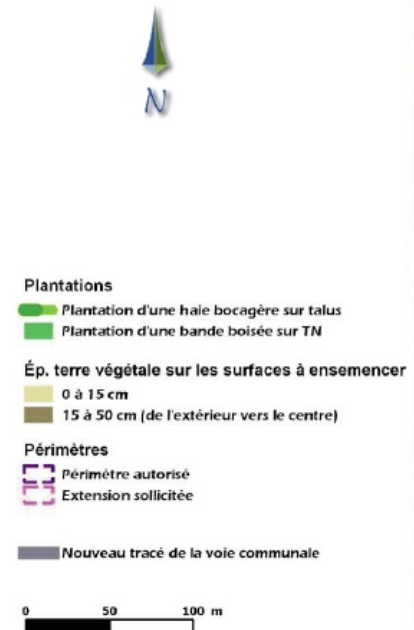 N
Plantations
Plantation d'une haie bocagère sur talus
Plantation d'une bande boisée sur TN
Ép. terre végétale sur les surfaces à ensemencer
0 à 15 cm
15 à 50 cm (de l'extérieur vers le centre)
Périmètres
Périmètre autorisé
Extension sollicitée
Nouveau tracé de la voie communale
0 50 100 m